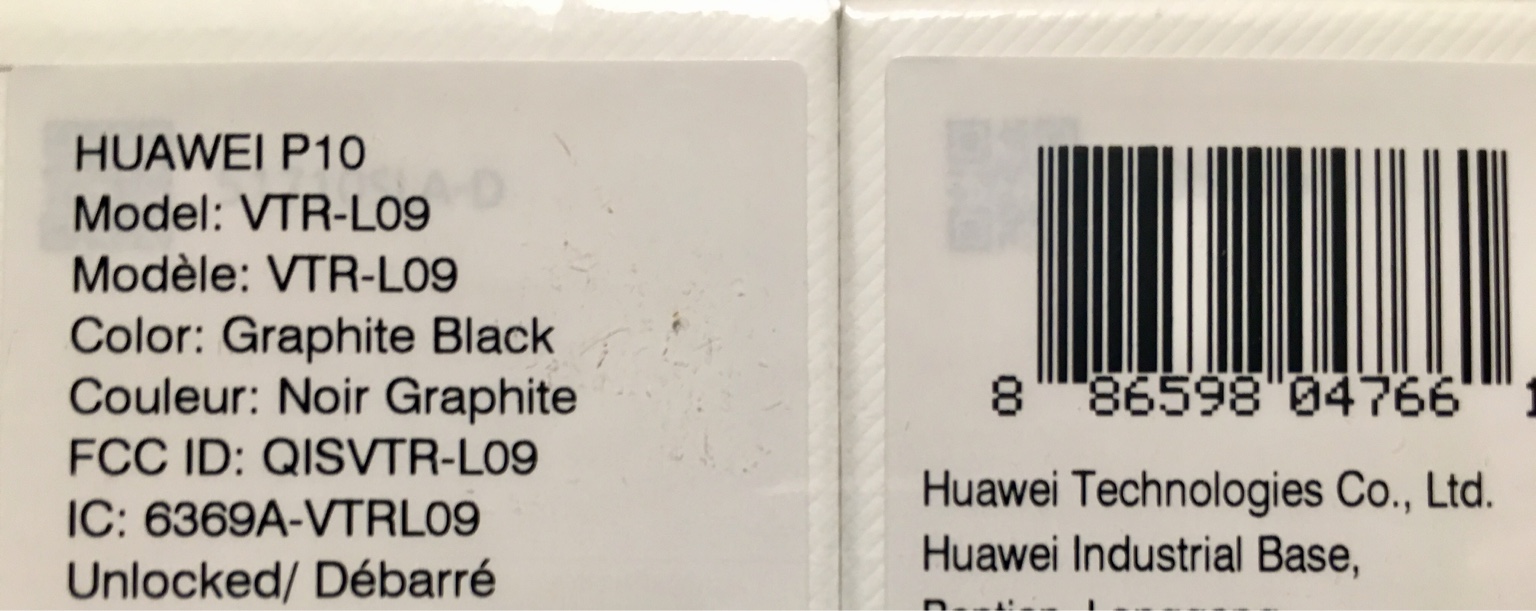 HUAWEI P10
Model: VTR-L09
Modèle: VTR-L09
Color: Graphite Black
Couleur: Noir Graphite
FCC ID: QISVTR-L09
IC: 6369A-VTRL09
Unlocked/ Débarré
8 86598 04766 1
Huawei Technologies Co., Ltd.
Huawei Industrial Base,